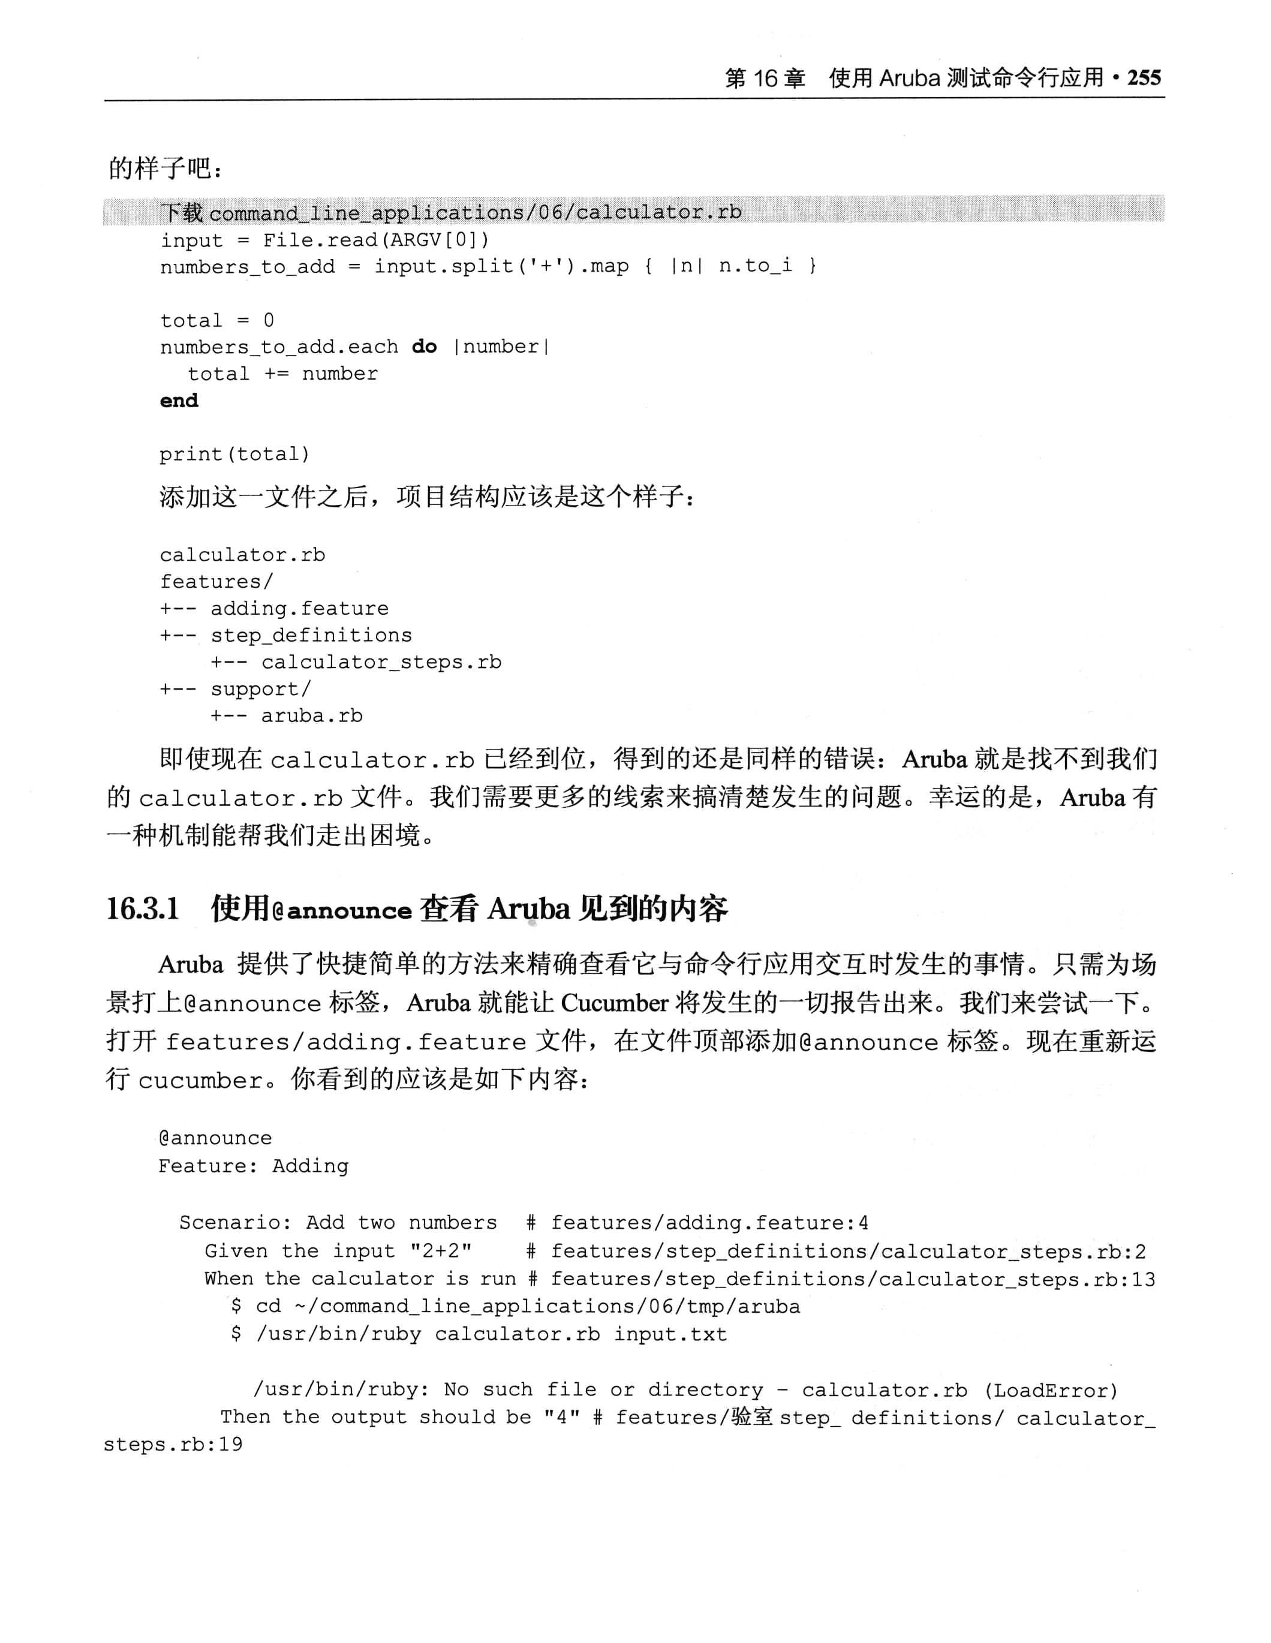 第 16 章 使用 Aruba 测试命令行应用 • 255
的样子吧：
下载 command_line_applications/06/calculator.rb
input = File.read(ARGV[0])
numbers_to_add = input.split('+').map { |n| n.to_i }
total = 0
numbers_to_add.each do |number|
  total += number
end
print(total)
添加这一文件之后，项目结构应该是这个样子：
calculator.rb
features/
+-- adding.feature
+-- step_definitions
    +-- calculator_steps.rb
+-- support/
    +-- aruba.rb
即使现在 calculator.rb 已经到位，得到的还是同样的错误：Aruba 就是找不到我们
的 calculator.rb 文件。我们需要更多的线索来搞清楚发生的问题。幸运的是，Aruba 有
一种机制能帮我们走出困境。
16.3.1 使用@announce 查看 Aruba 见到的内容
Aruba 提供了快捷简单的方法来精确查看它与命令行应用交互时发生的事情。只需为场
景打上@announce 标签，Aruba 就能让 Cucumber 将发生的一切报告出来。我们来尝试一下。
打开 features/adding.feature 文件，在文件顶部添加@announce 标签。现在重新运
行 cucumber。你看到的应该是如下内容：
@announce
Feature: Adding
  Scenario: Add two numbers # features/adding.feature:4
    Given the input "2+2" # features/step_definitions/calculator_steps.rb:2
    When the calculator is run # features/step_definitions/calculator_steps.rb:13
      $ cd ~/command_line_applications/06/tmp/aruba
      $ /usr/bin/ruby calculator.rb input.txt
        /usr/bin/ruby: No such file or directory - calculator.rb (LoadError)
     Then the output should be "4" # features/验室 step_ definitions/ calculator_
steps.rb:19